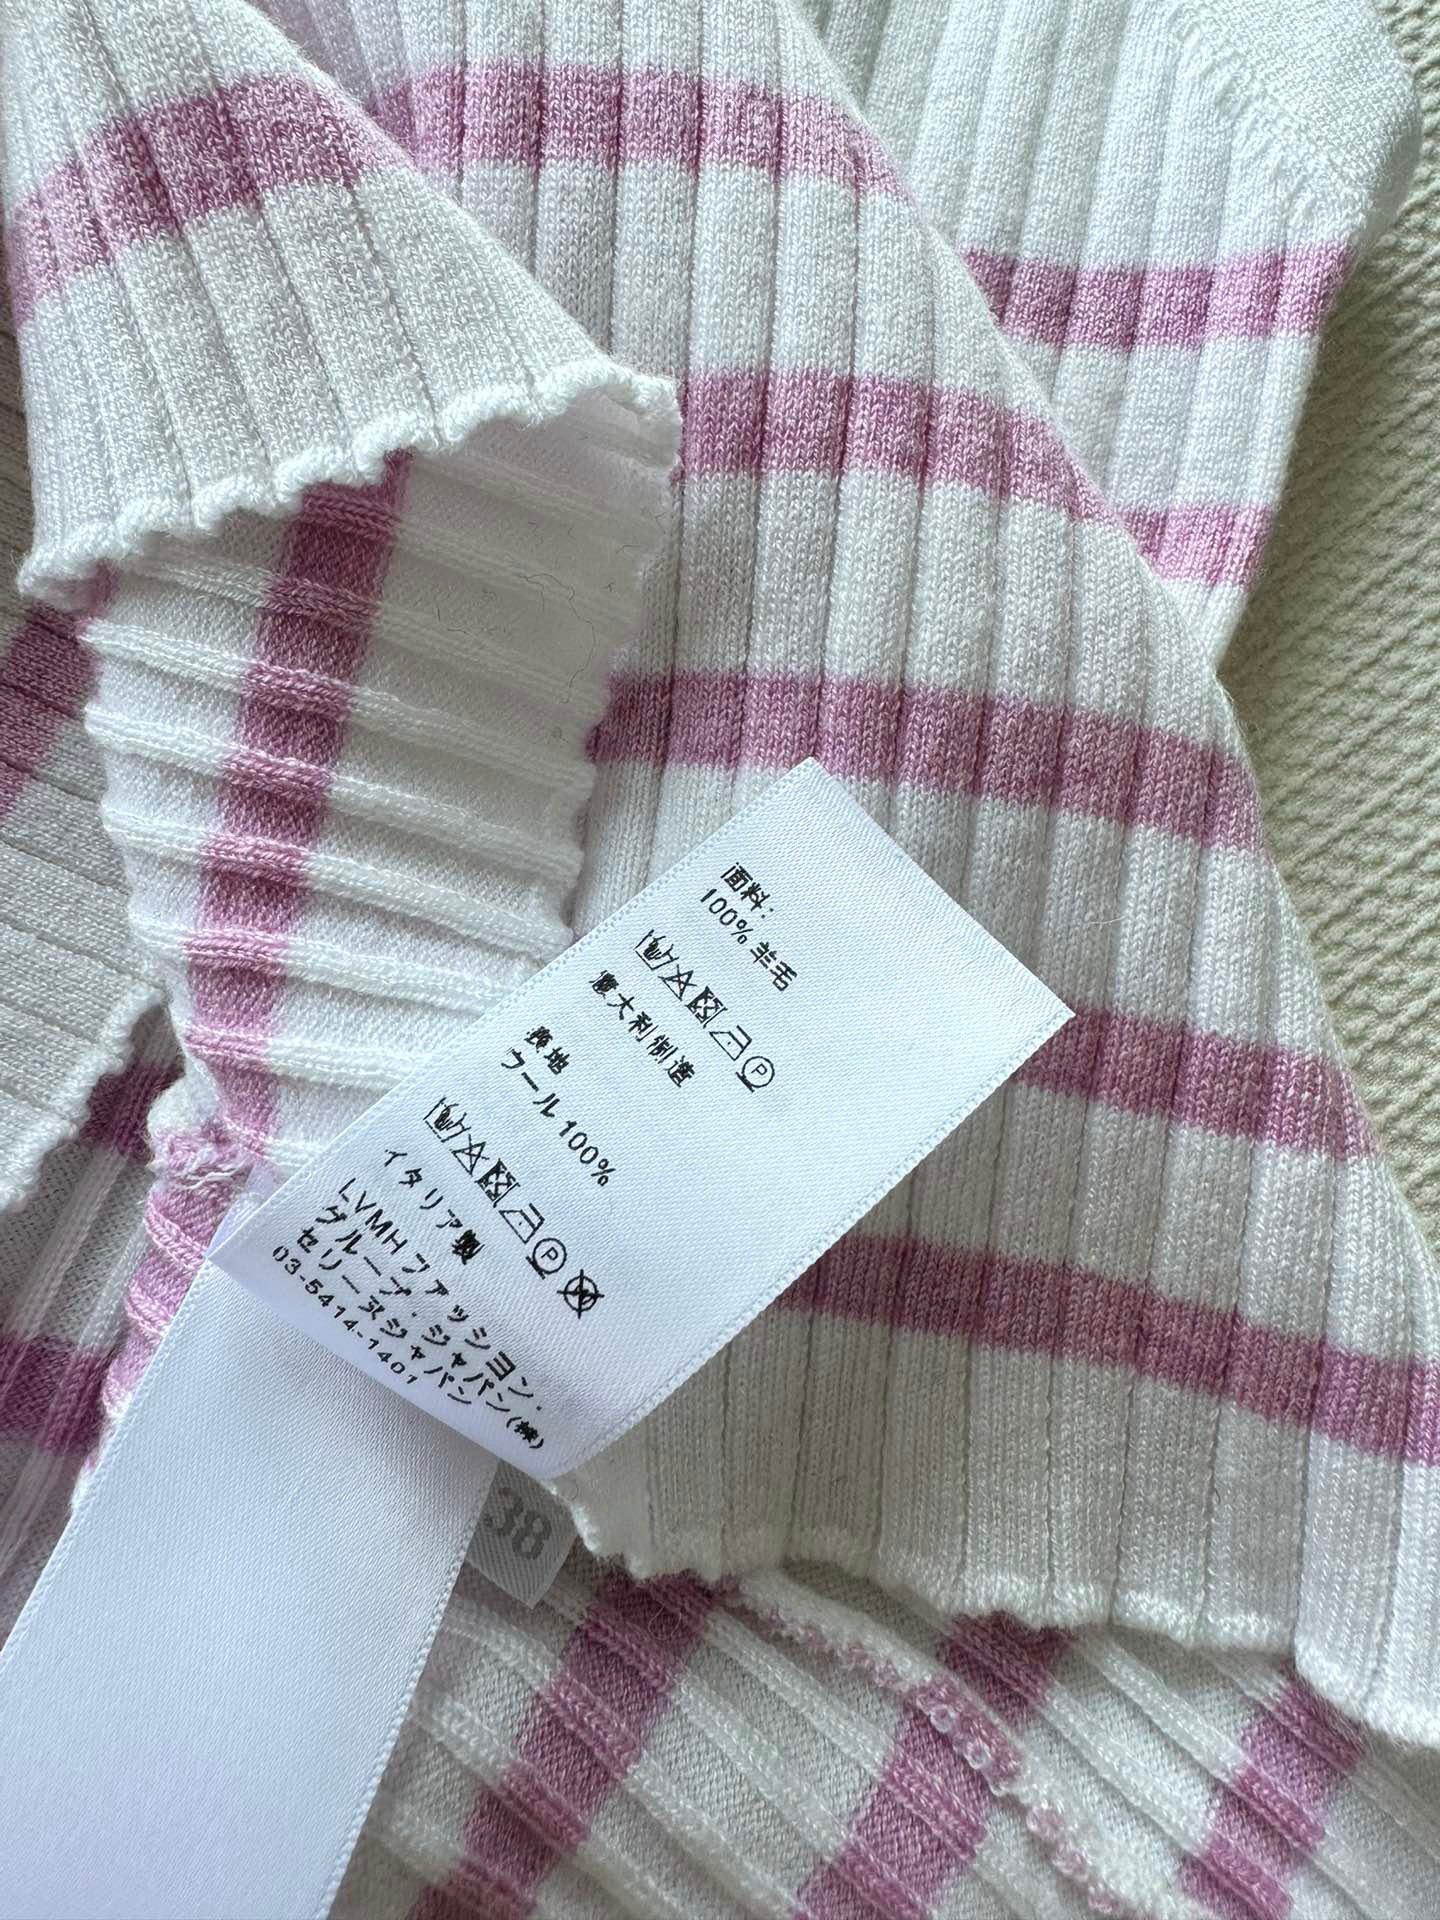 面料:
100% 羊毛
P
意大利制造
表地
ウール 100%
P
イタリア製
LVMH ファッション・
グループ・ジャパン(株)
セリーヌジャパン
03-5414-1401
38